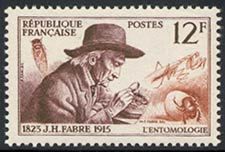 RÉPUBLIQUE
FRANÇAISE
POSTES
12F
1823 J.H. FABRE 1915
L'ENTOMOLOGIE